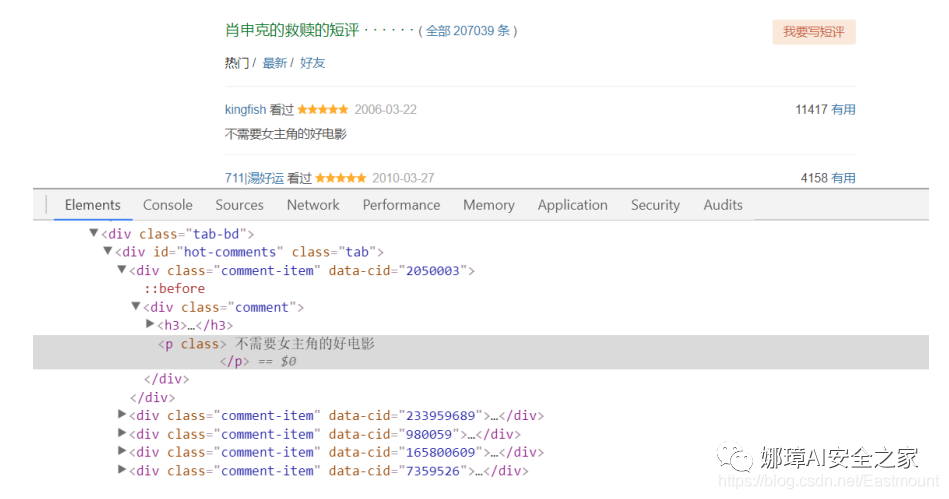 肖申克的救赎的短评 · · · · · · ( 全部 207039 条 )
我要写短评
热门 / 最新 / 好友
kingfish 看过 ★★★★★ 2006-03-22 11417 有用
不需要女主角的好电影
711|湯好运 看过 ★★★★★ 2010-03-27 4158 有用
Elements Console Sources Network Performance Memory Application Security Audits
▼<div class="tab-bd">
▼<div id="hot-comments" class="tab">
▼<div class="comment-item" data-cid="2050003">
::before
▼<div class="comment">
▶<h3>…</h3>
<p class> 不需要女主角的好电影
</p> == $0
</div>
</div>
▶<div class="comment-item" data-cid="233959689">…</div>
▶<div class="comment-item" data-cid="980059">…</div>
▶<div class="comment-item" data-cid="165800609">…</div>
▶<div class="comment-item" data-cid="7359526">…</div>
娜璋AI安全之家
https://blog.csdn.net/Eastmount